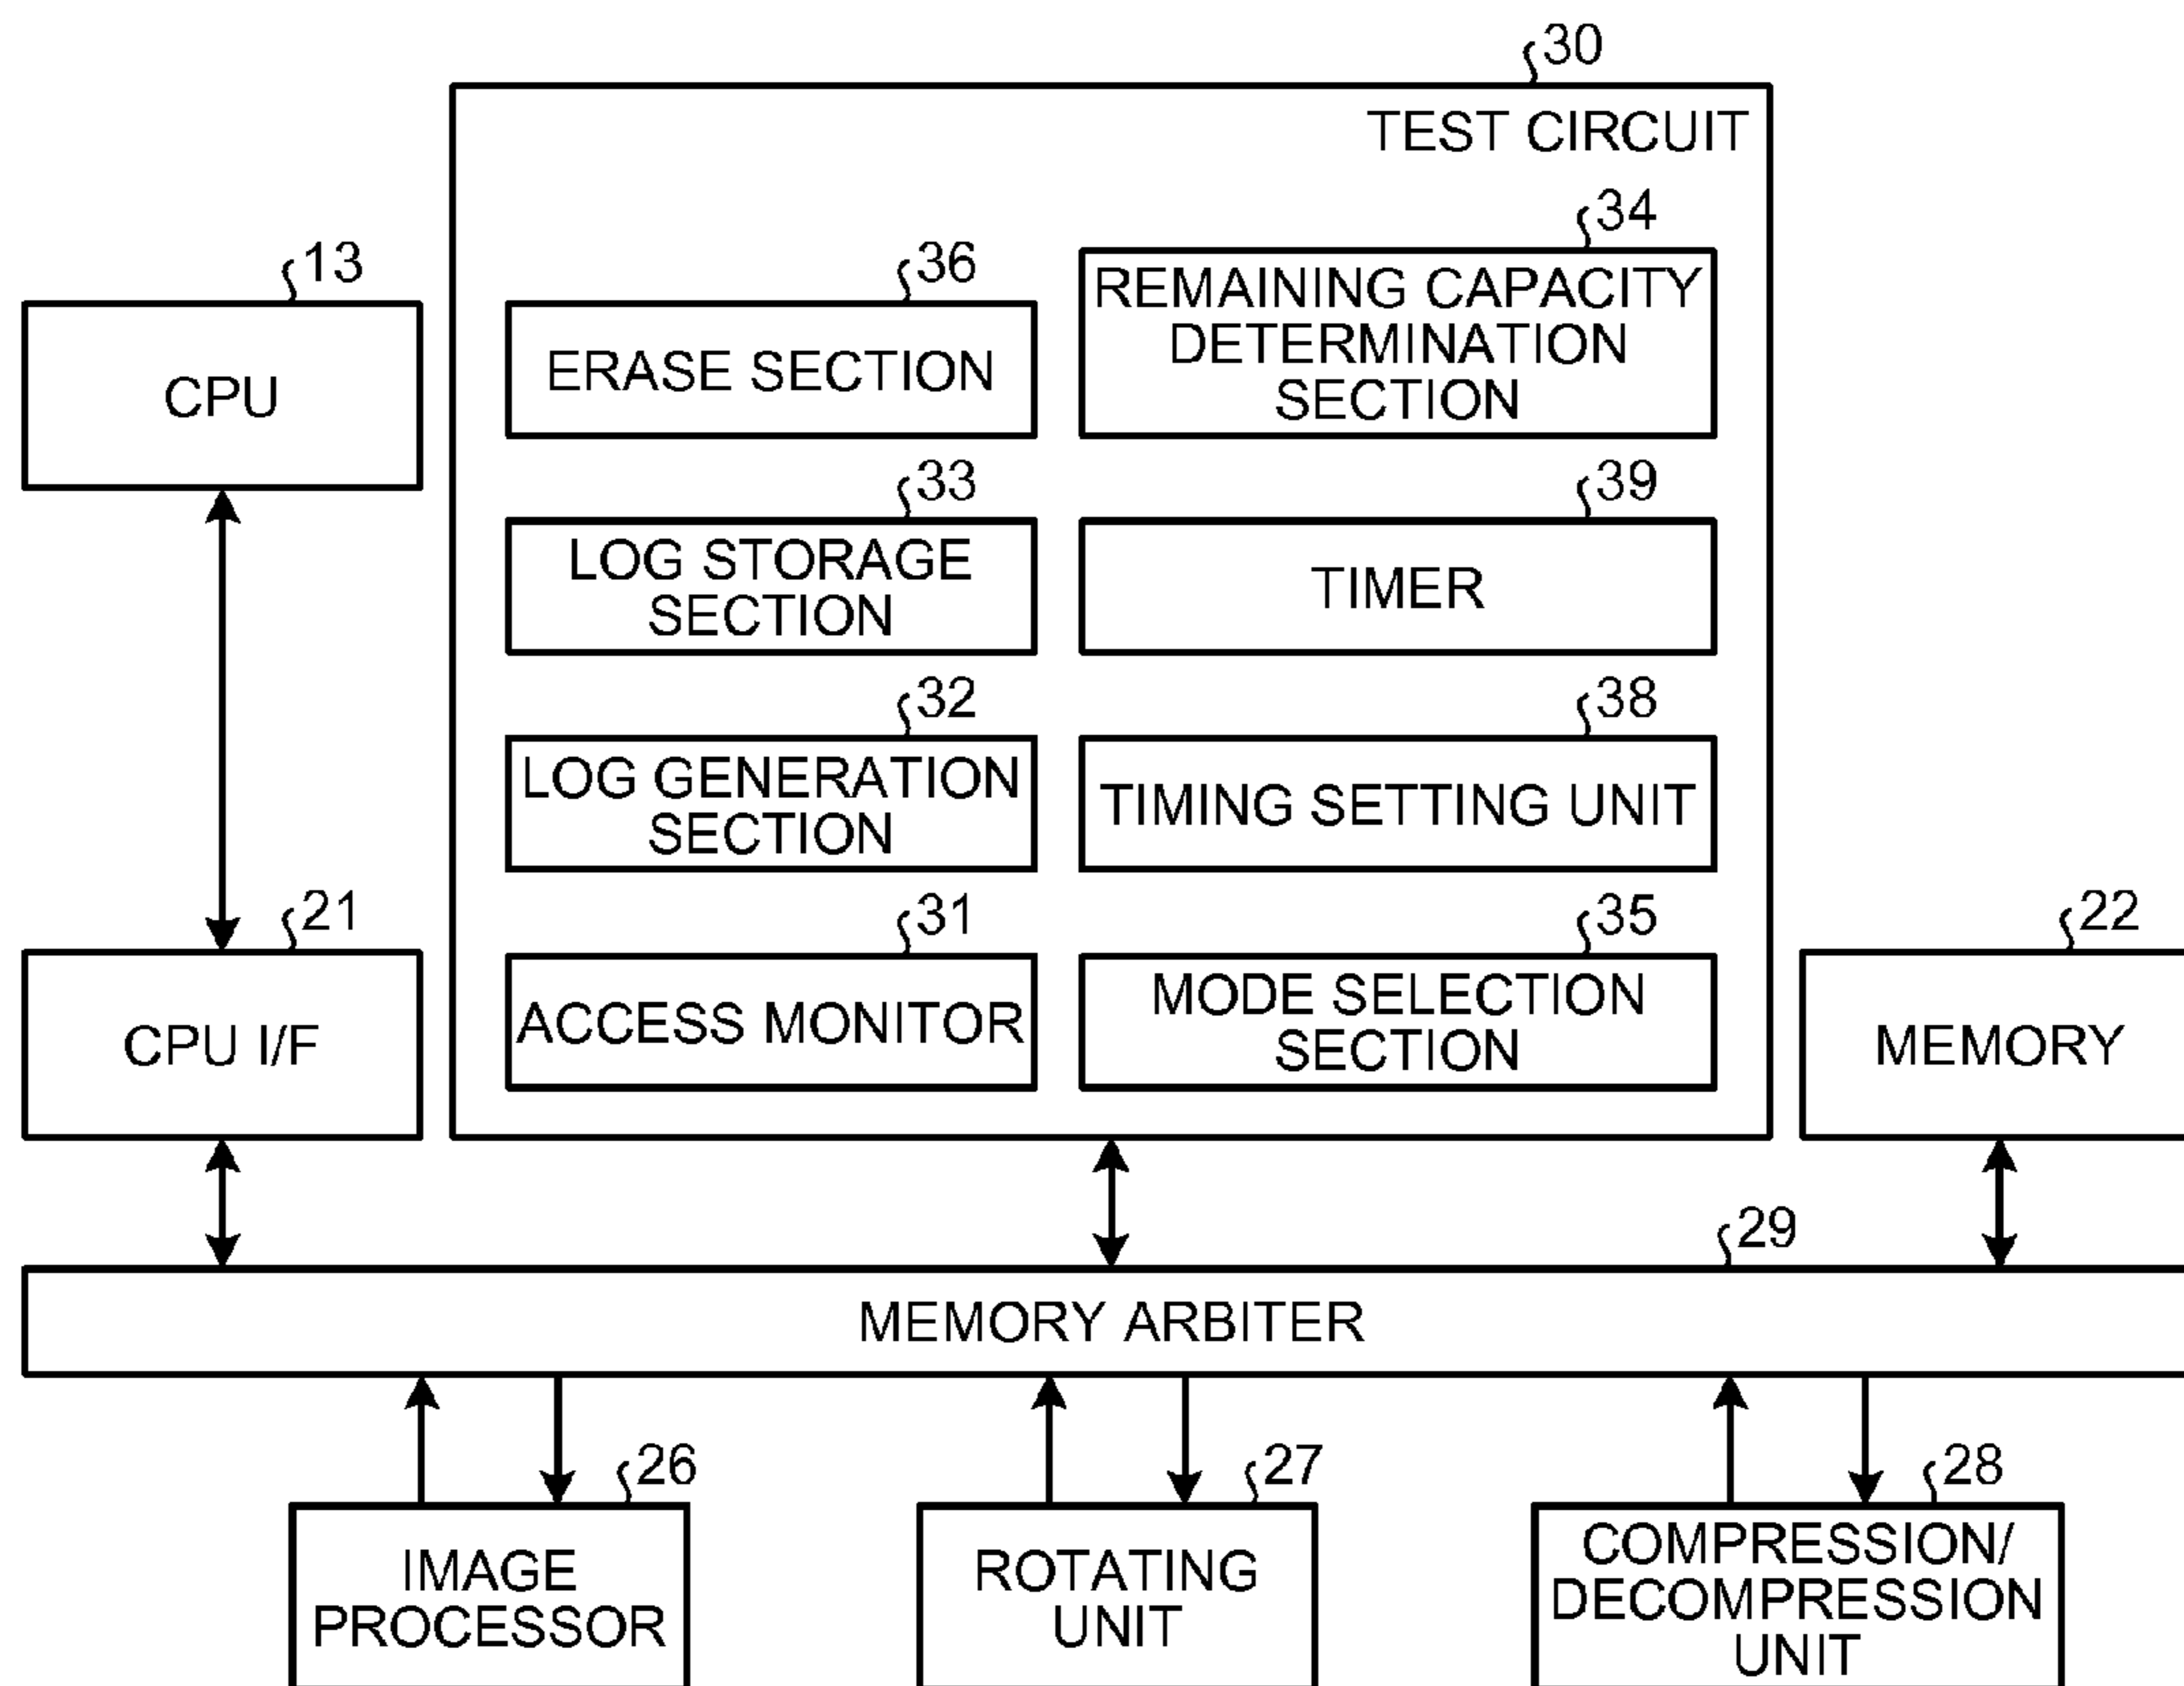 30
TEST CIRCUIT
34
13
36
REMAINING CAPACITY
DETERMINATION
SECTION
CPU
ERASE SECTION
33
39
LOG STORAGE
SECTION
TIMER
32
38
LOG GENERATION
SECTION
TIMING SETTING UNIT
21
31
35
22
CPU I/F
ACCESS MONITOR
MODE SELECTION
SECTION
MEMORY
29
MEMORY ARBITER
26
27
28
IMAGE
PROCESSOR
ROTATING
UNIT
COMPRESSION/
DECOMPRESSION
UNIT